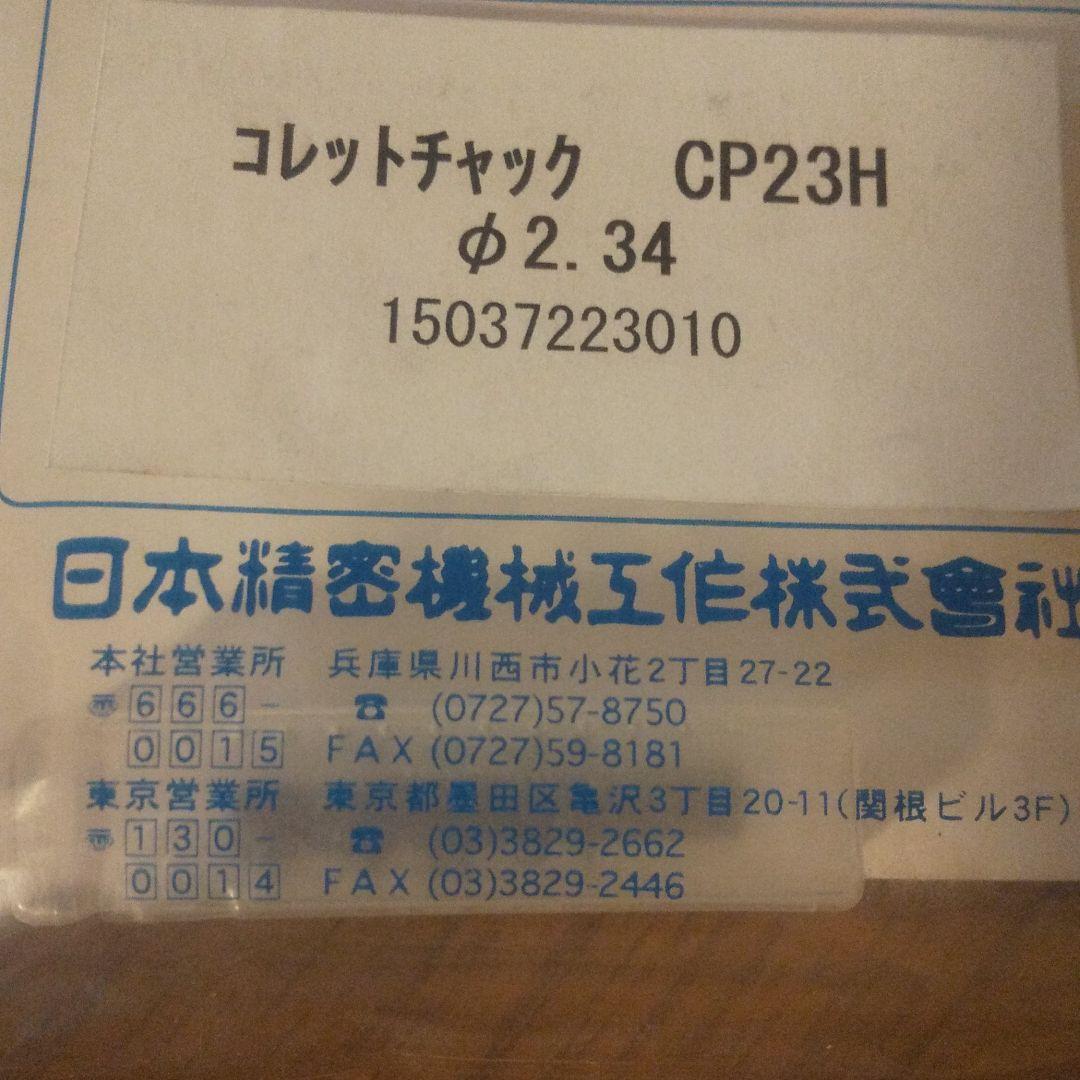 コレットチャック CP23H
φ2.34
15037223010
日本精密機械工作株式會社
本社営業所 兵庫県川西市小花2丁目27-22
〠666- ☎ (0727)57-8750
0015 FAX (0727)59-8181
東京営業所 東京都墨田区亀沢3丁目20-11(関根ビル3F)
〠130- ☎ (03)3829-2662
0014 FAX (03)3829-2446